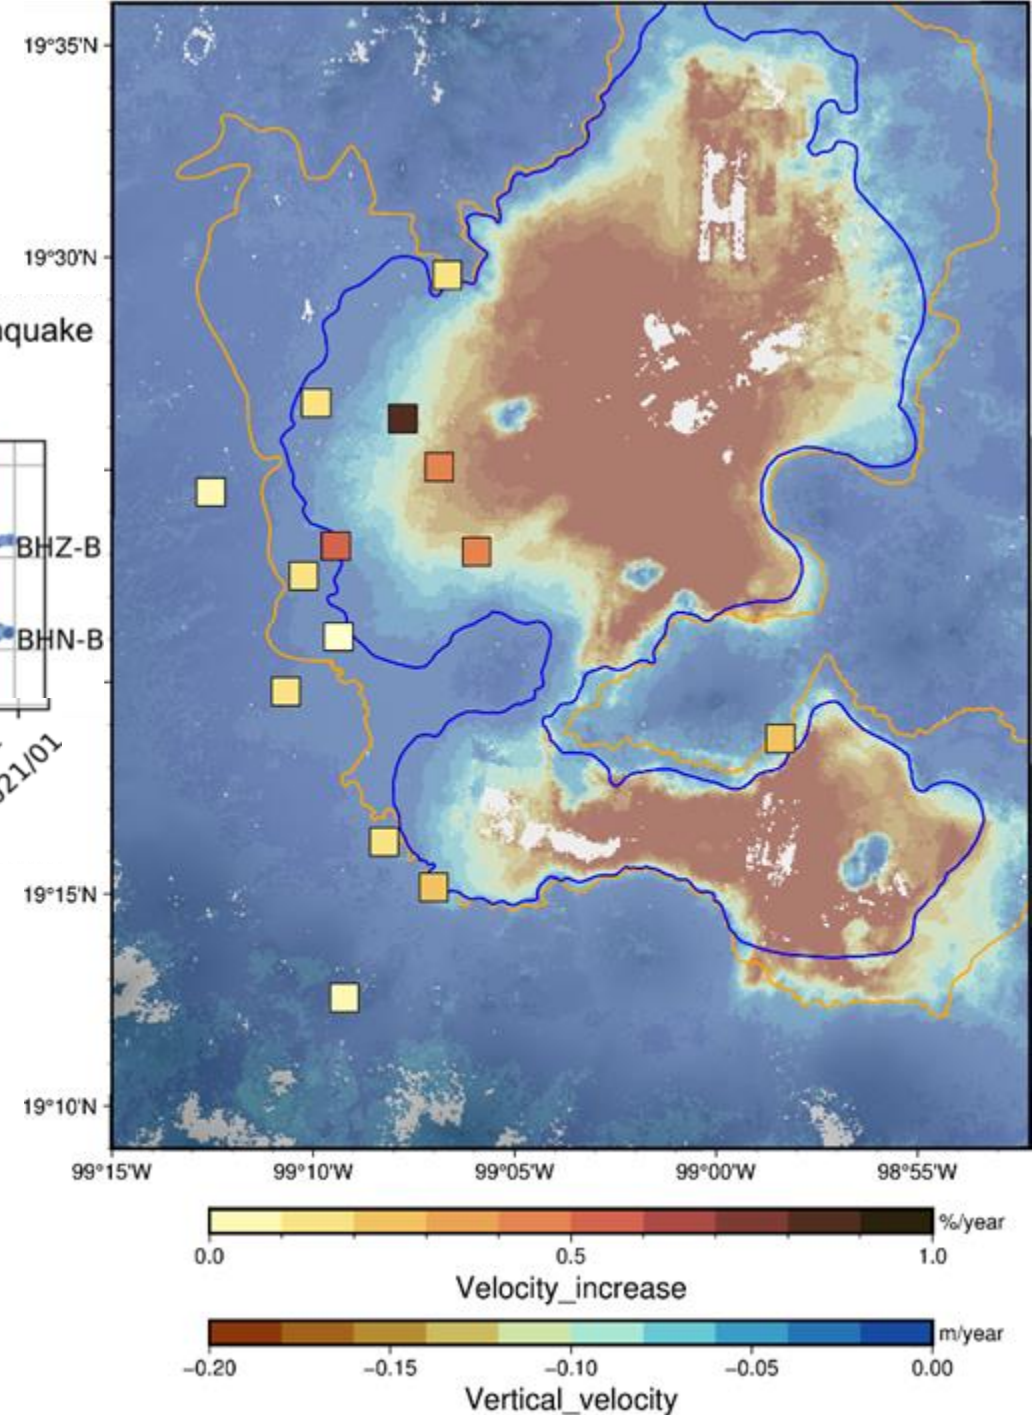 19°35'N
19°30'N
quake
BHZ-B
BHN-B
21/01
19°15'N
19°10'N
99°15'W 99°10'W 99°05'W 99°00'W 98°55'W
%/year
0.0 0.5 1.0
Velocity_increase
m/year
−0.20 −0.15 −0.10 −0.05 0.00
Vertical_velocity